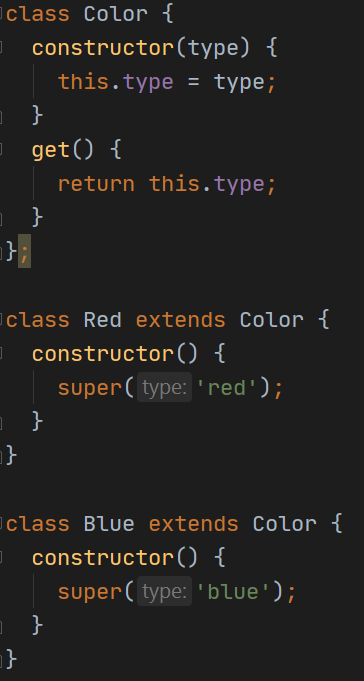 class Color {
  constructor(type) {
    this.type = type;
  }
  get() {
    return this.type;
  }
};

class Red extends Color {
  constructor() {
    super( type: 'red');
  }
}

class Blue extends Color {
  constructor() {
    super( type: 'blue');
  }
}